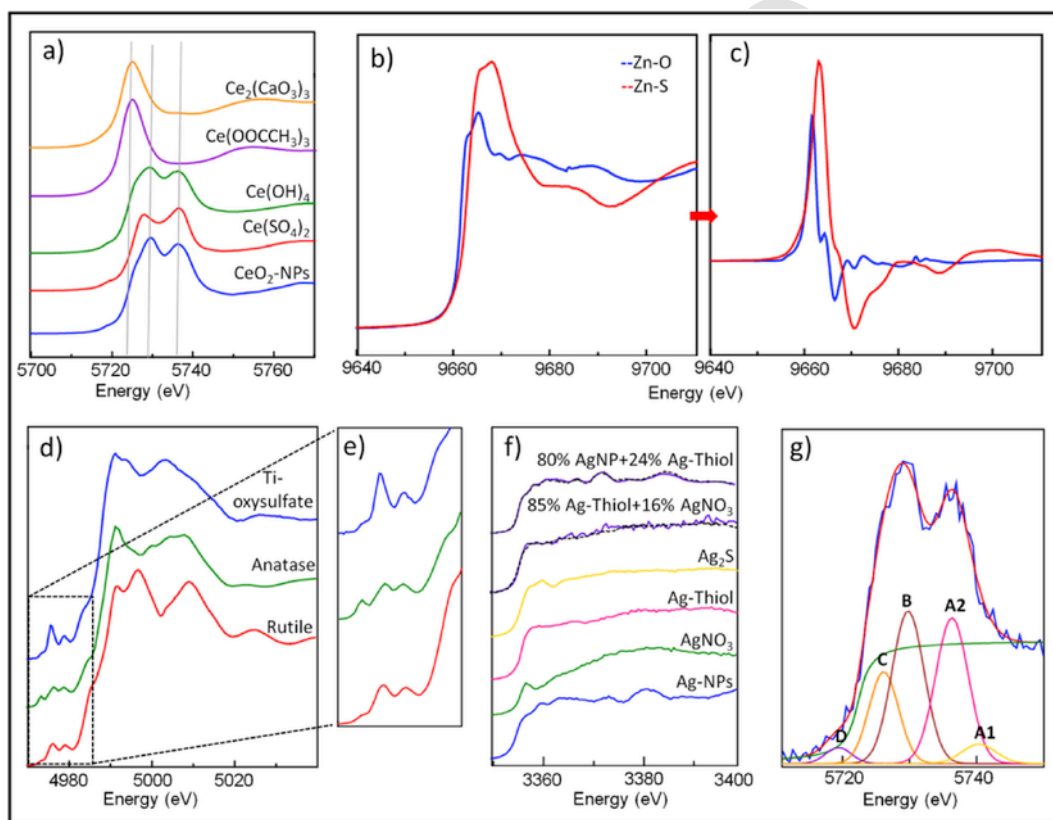 a)
Ce₂(CaO₃)₃
Ce(OOCCH₃)₃
Ce(OH)₄
Ce(SO₄)₂
CeO₂-NPs
5700 5720 5740 5760
Energy (eV)
b)
Zn-O
Zn-S
9640 9660 9680 9700
Energy (eV)
c)
9640 9660 9680 9700
Energy (eV)
d)
Ti-
oxysulfate
Anatase
Rutile
4980 5000 5020
Energy (eV)
e)
f)
80% AgNP+24% Ag-Thiol
85% Ag-Thiol+16% AgNO₃
Ag₂S
Ag-Thiol
AgNO₃
Ag-NPs
3360 3380 3400
Energy (eV)
g)
B
A2
C
D
A1
5720 5740
Energy (eV)